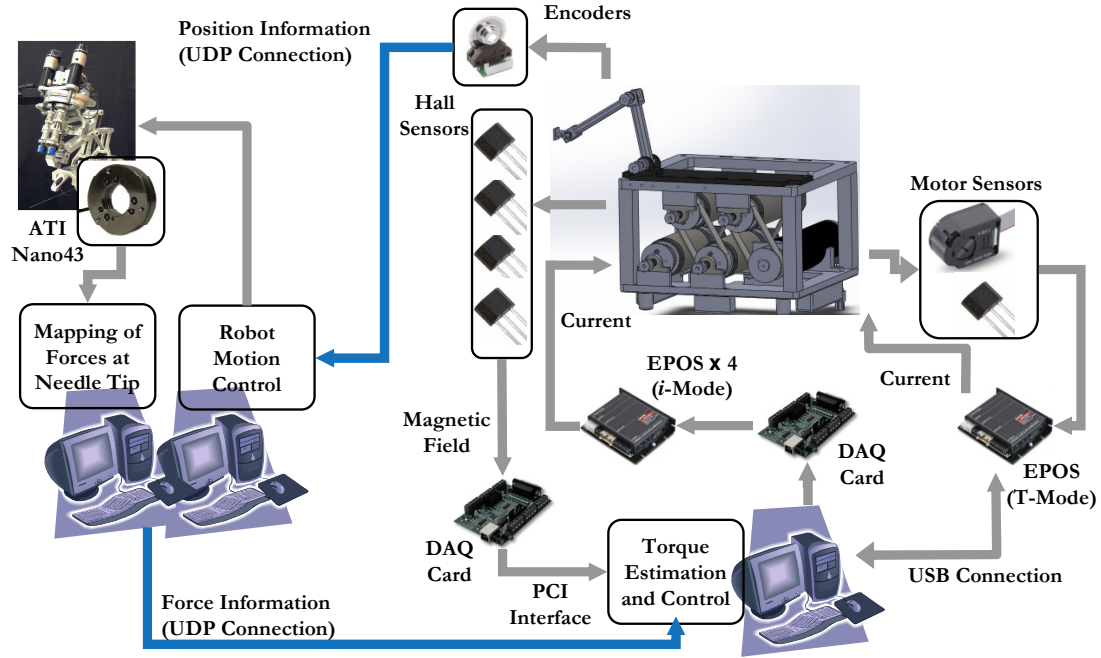 Position Information
(UDP Connection)
Encoders
Hall
Sensors
Motor Sensors
ATI
Nano43
Mapping of
Forces at
Needle Tip
Robot
Motion
Control
Current
EPOS x 4
(i-Mode)
Current
Magnetic
Field
DAQ
Card
EPOS
(T-Mode)
DAQ
Card
Torque
Estimation
and Control
PCI
Interface
USB Connection
Force Information
(UDP Connection)